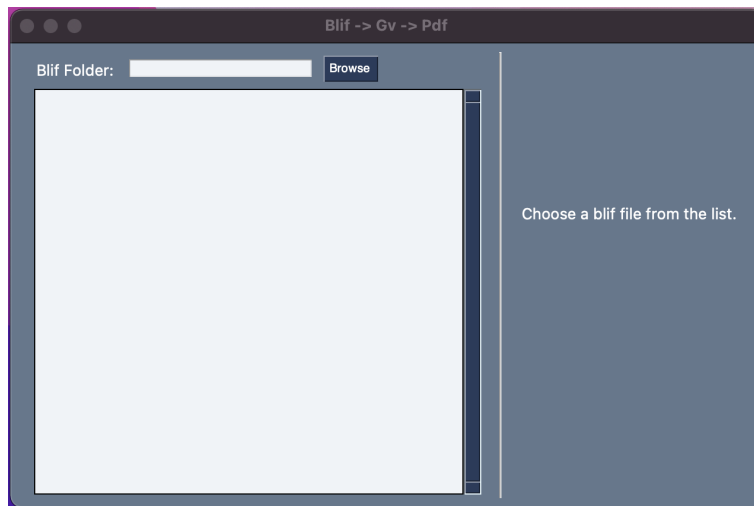 Blif -> Gv -> Pdf
Blif Folder:
Browse
Choose a blif file from the list.